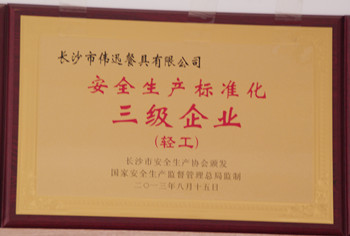 长沙市伟迅餐具有限公司
安全生产标准化
三级企业
(轻工)
长沙市安全生产协会颁发
国家安全生产监督管理总局监制
二〇一三年八月十五日